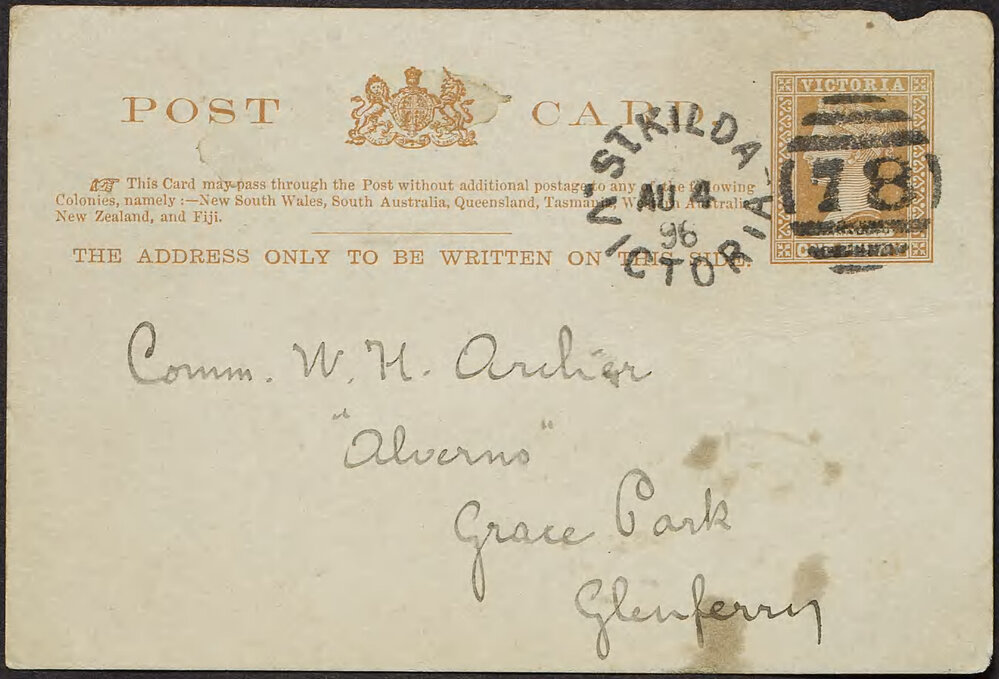 POST CARD.
VICTORIA
ST KILDA
AU 4
96
VICTORIA
78
This Card may pass through the Post without additional postage to any of the following
Colonies, namely :—New South Wales, South Australia, Queensland, Tasmania, Western Australia,
New Zealand, and Fiji.
THE ADDRESS ONLY TO BE WRITTEN ON THIS SIDE.
Comm. W. H. Archer
"Alverno"
Grace Park
Glenferry